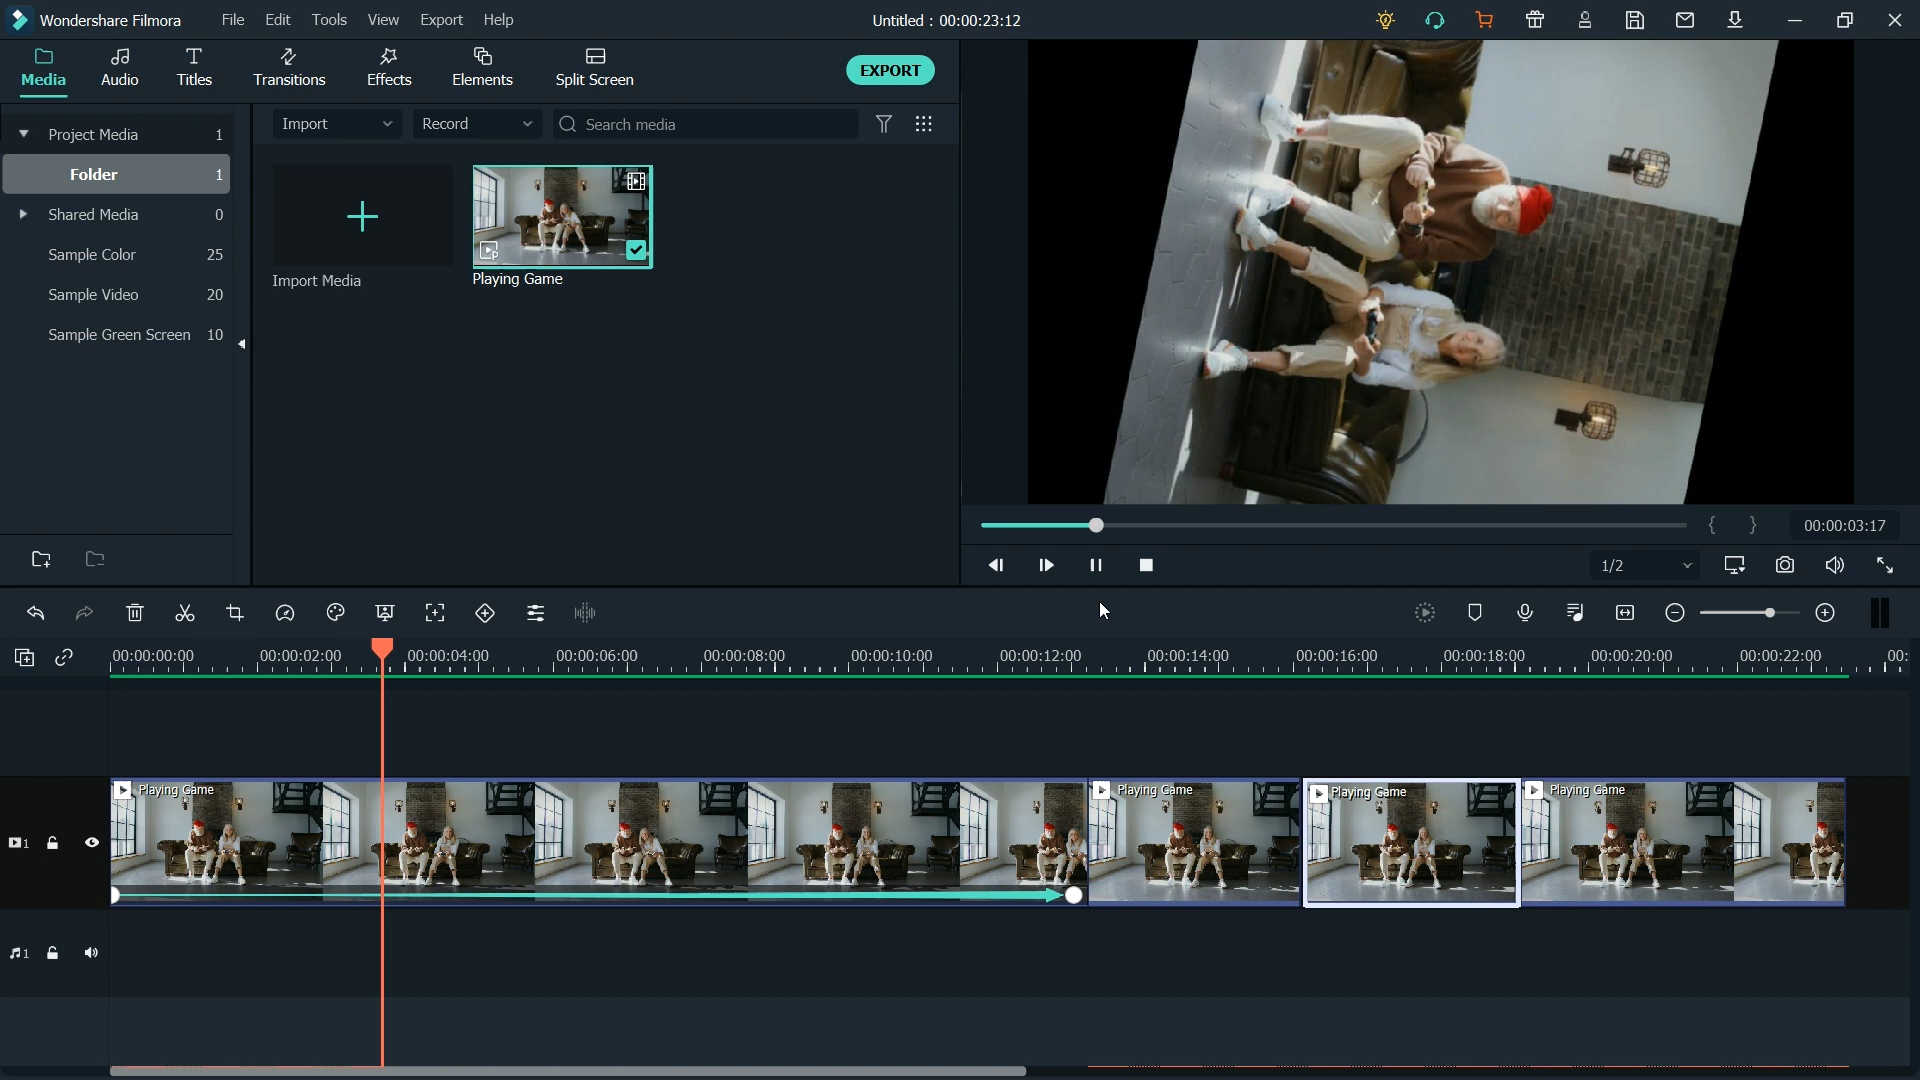 Wondershare Filmora File Edit Tools View Export Help Untitled : 00:00:23:12
Media Audio Titles Transitions Effects Elements Split Screen EXPORT
Project Media 1
Folder 1
Shared Media 0
Sample Color 25
Sample Video 20
Sample Green Screen 10
Import Record Search media
Import Media
Playing Game
{ } 00:00:03:17
1/2
00:00:00:00 00:00:02:00 00:00:04:00 00:00:06:00 00:00:08:00 00:00:10:00 00:00:12:00 00:00:14:00 00:00:16:00 00:00:18:00 00:00:20:00 00:00:22:00 00:
Playing Game Playing Game Playing Game Playing Game
1
1